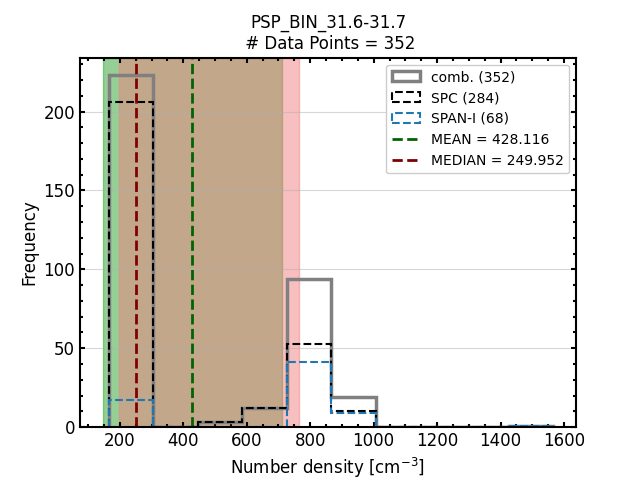 PSP_BIN_31.6-31.7
# Data Points = 352
comb. (352)
SPC (284)
SPAN-I (68)
MEAN = 428.116
MEDIAN = 249.952
Frequency
200
150
100
50
0
200 400 600 800 1000 1200 1400 1600
Number density [cm⁻³]